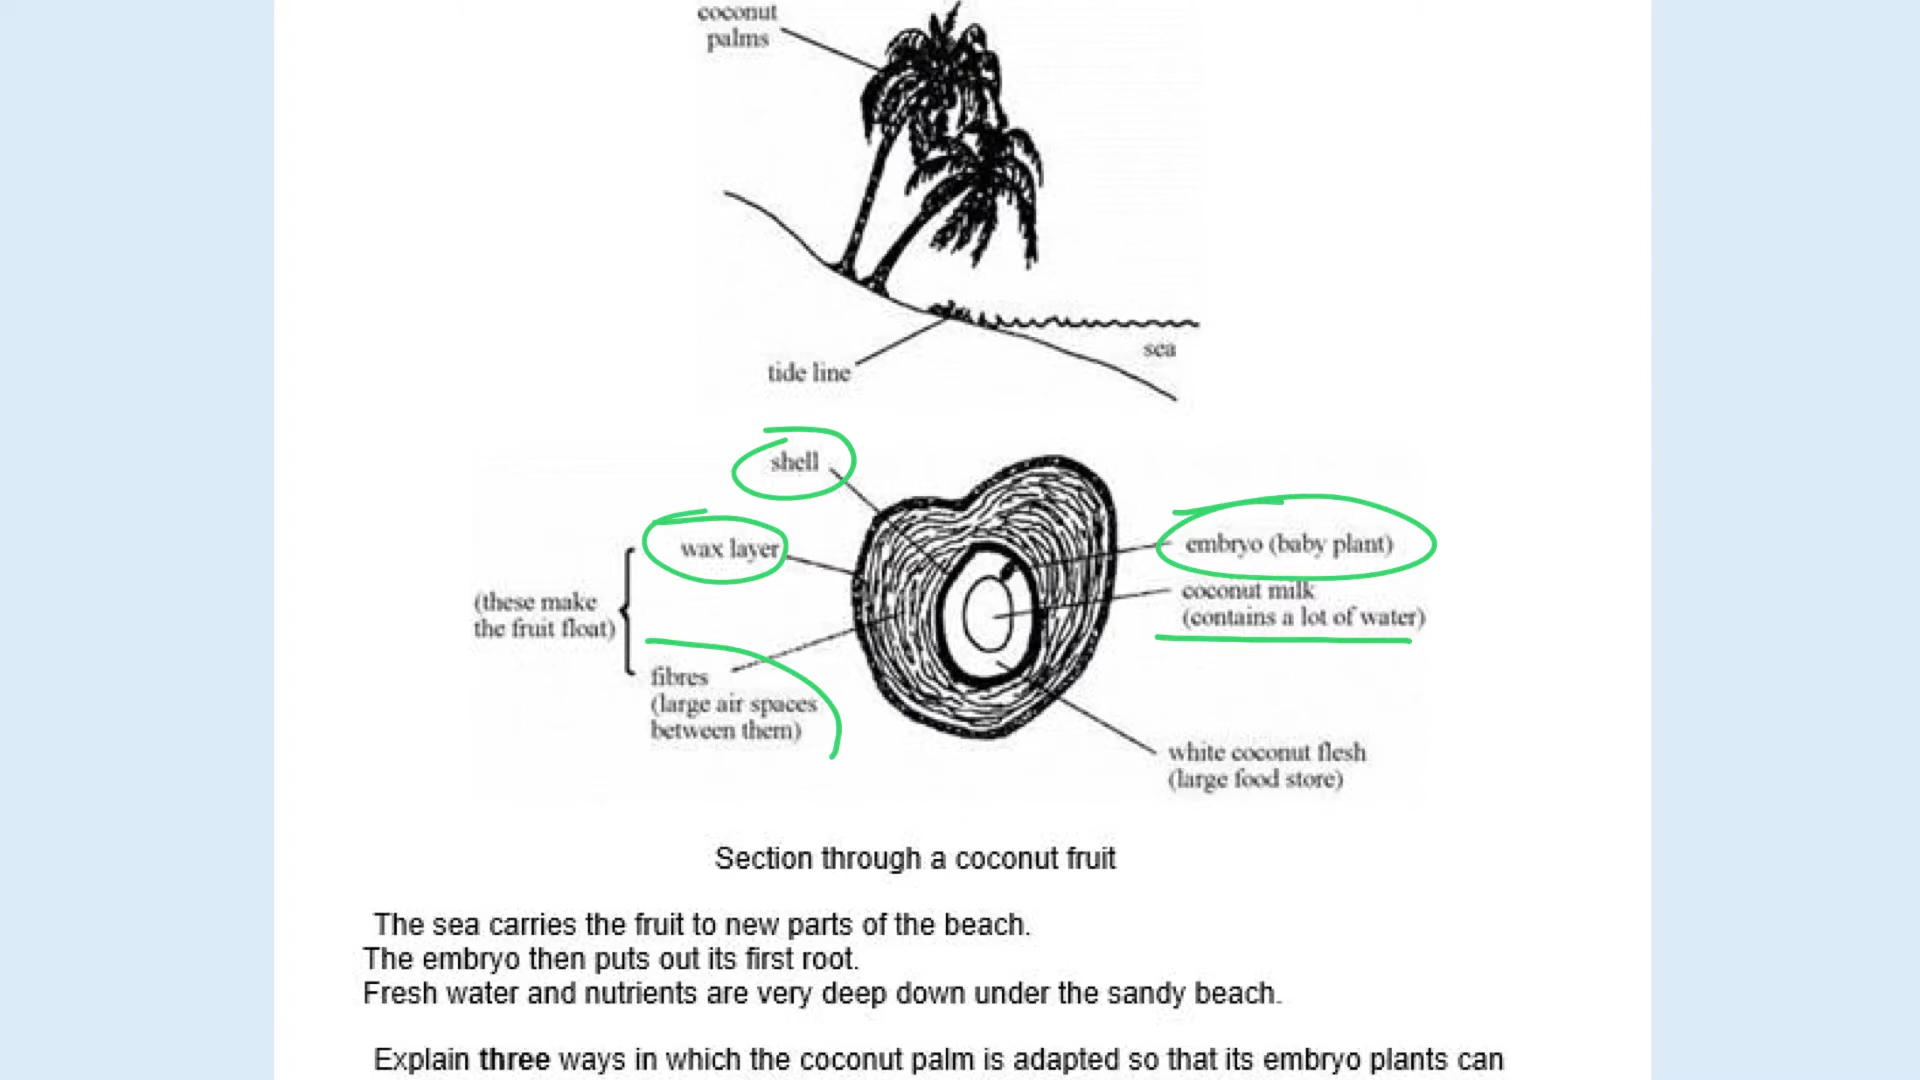 coconut
palms
sea
tide line
shell
wax layer
embryo (baby plant)
coconut milk
(contains a lot of water)
(these make
the fruit float)
fibres
(large air spaces
between them)
white coconut flesh
(large food store)
Section through a coconut fruit
The sea carries the fruit to new parts of the beach.
The embryo then puts out its first root.
Fresh water and nutrients are very deep down under the sandy beach.
Explain three ways in which the coconut palm is adapted so that its embryo plants can